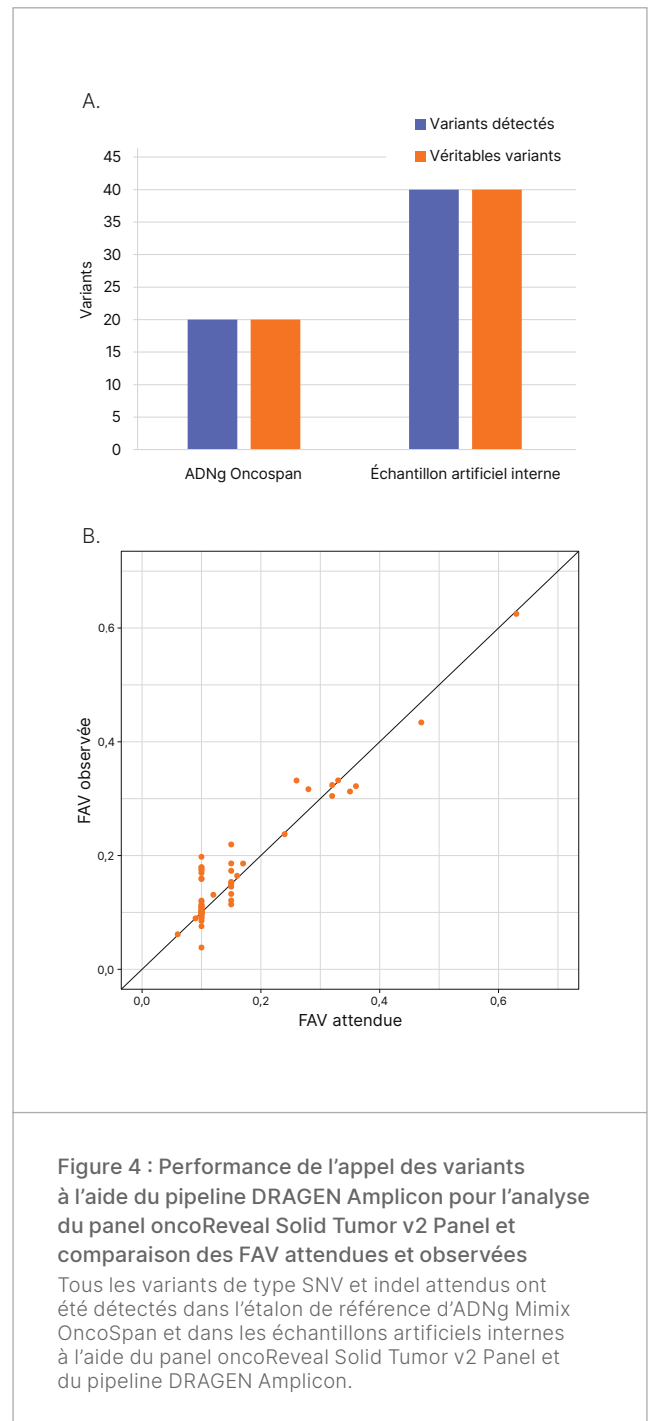 A.
Variants détectés
Véritables variants
45
40
35
30
25
20
15
10
5
0
Variants
ADNg Oncospan
Échantillon artificiel interne
B.
0,6
0,4
0,2
0,0
FAV observée
0,0
0,2
0,4
0,6
FAV attendue
Figure 4 : Performance de l’appel des variants
à l’aide du pipeline DRAGEN Amplicon pour l’analyse
du panel oncoReveal Solid Tumor v2 Panel et
comparaison des FAV attendues et observées
Tous les variants de type SNV et indel attendus ont
été détectés dans l’étalon de référence d’ADNg Mimix
OncoSpan et dans les échantillons artificiels internes
à l’aide du panel oncoReveal Solid Tumor v2 Panel et
du pipeline DRAGEN Amplicon.